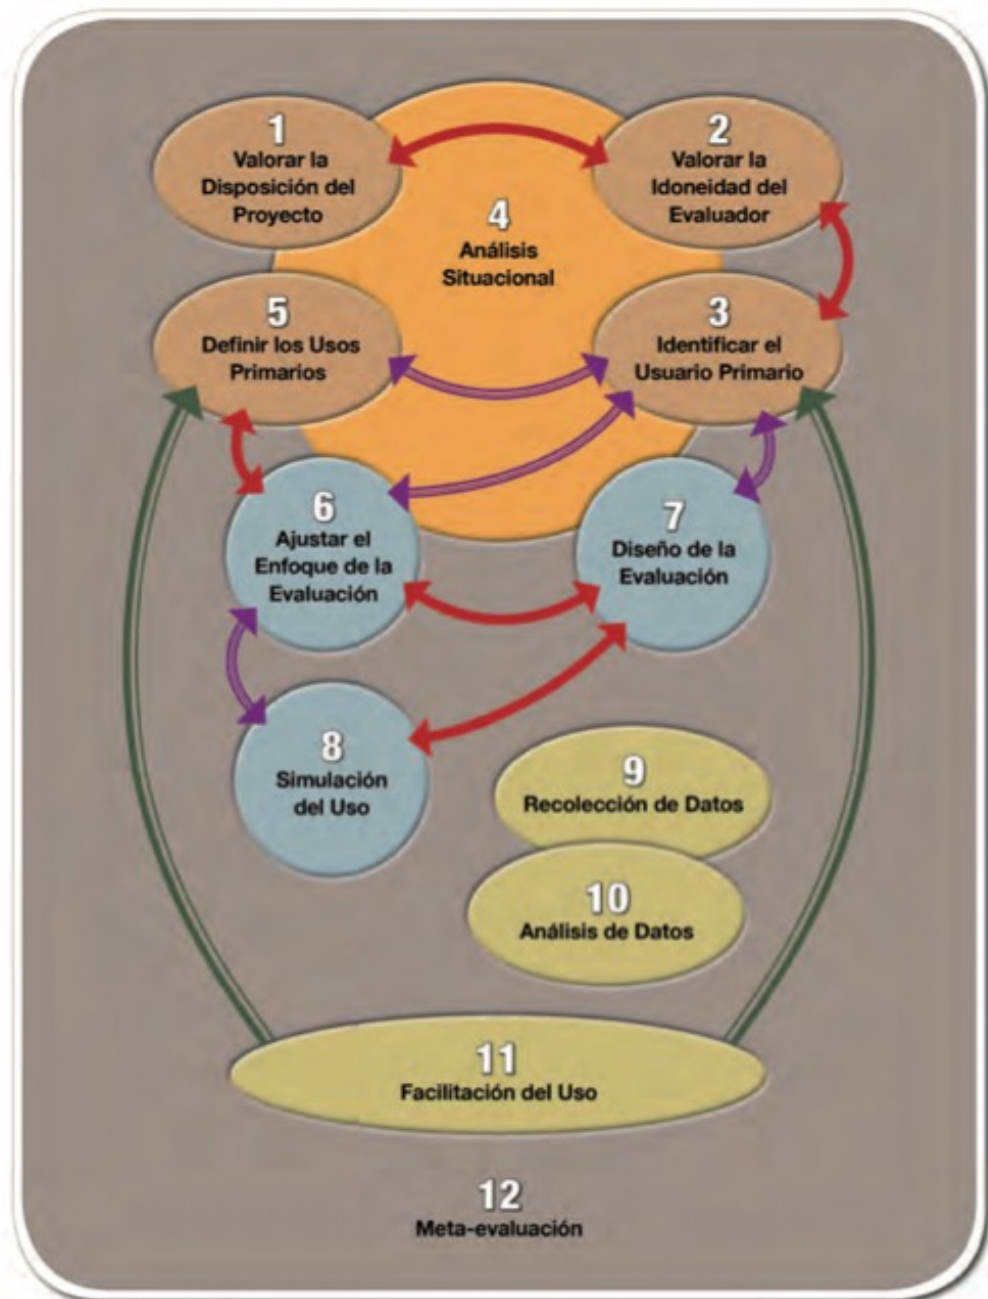 1
Valorar la
Disposición del
Proyecto
2
Valorar la
Idoneidad del
Evaluador
4
Análisis
Situacional
5
Definir los Usos
Primarios
3
Identificar el
Usuario Primario
6
Ajustar el
Enfoque de la
Evaluación
7
Diseño de la
Evaluación
8
Simulación
del Uso
9
Recolección de Datos
10
Análisis de Datos
11
Facilitación del Uso
12
Meta-evaluación